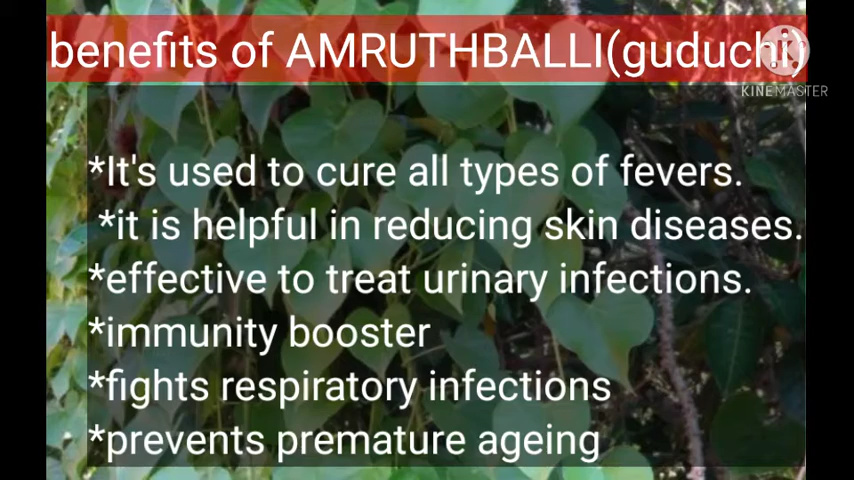 benefits of AMRUTHBALLI(guduchi)
KINEMASTER
*It's used to cure all types of fevers.
*it is helpful in reducing skin diseases.
*effective to treat urinary infections.
*immunity booster
*fights respiratory infections
*prevents premature ageing